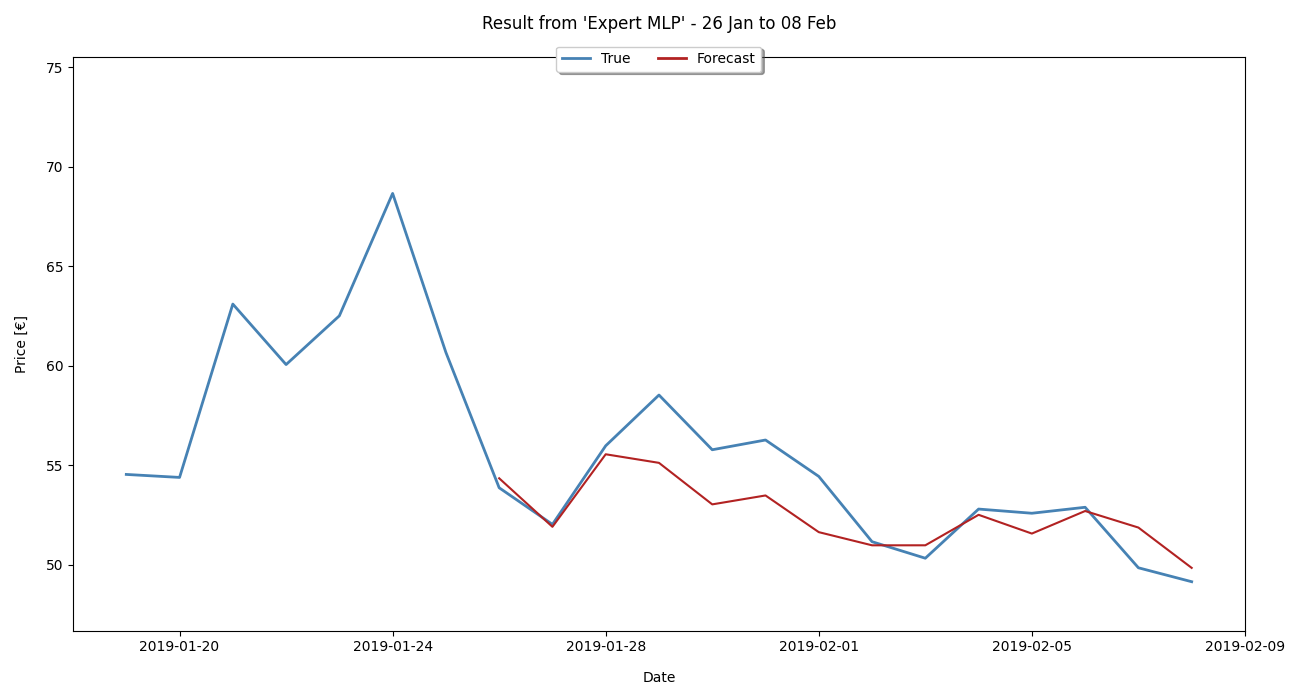 Result from 'Expert MLP' - 26 Jan to 08 Feb
True Forecast
75
70
65
60
55
50
Price [€]
2019-01-20 2019-01-24 2019-01-28 2019-02-01 2019-02-05 2019-02-09
Date